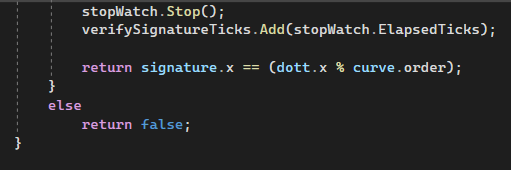 stopWatch.Stop();
verifySignatureTicks.Add(stopWatch.ElapsedTicks);
return signature.x == (dott.x % curve.order);
}
else
return false;
}